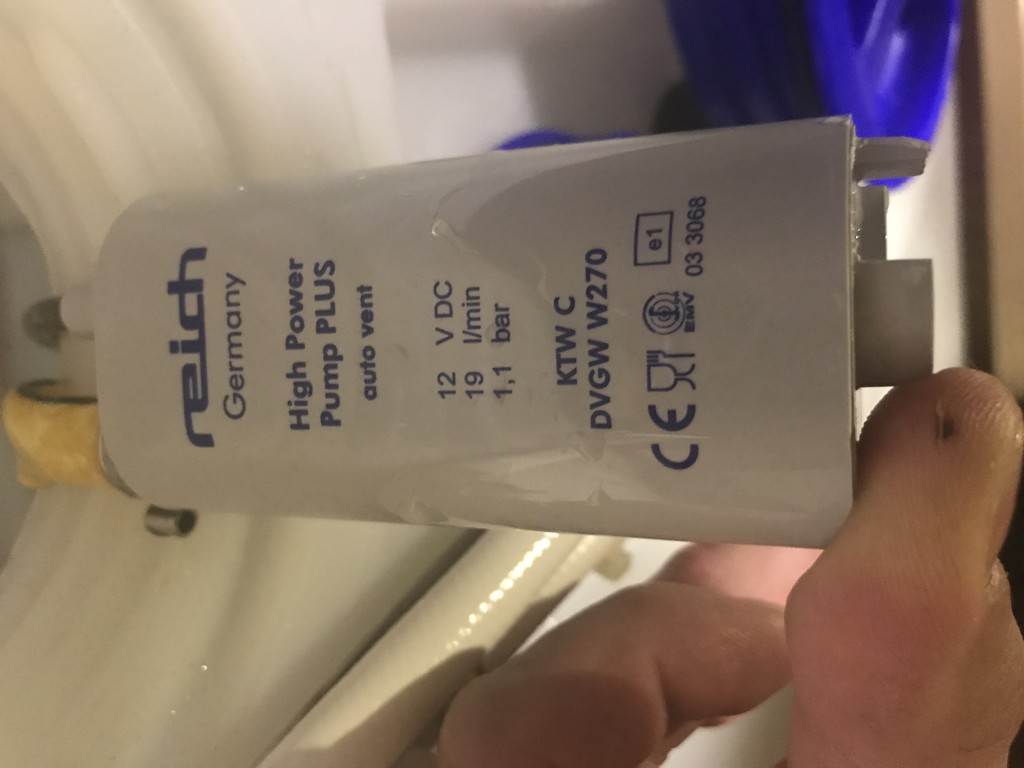 reich
Germany
High Power
Pump PLUS
auto vent
12 V DC
19 l/min
1,1 bar
KTW C
DVGW W270
CE EMV e1
03 3068